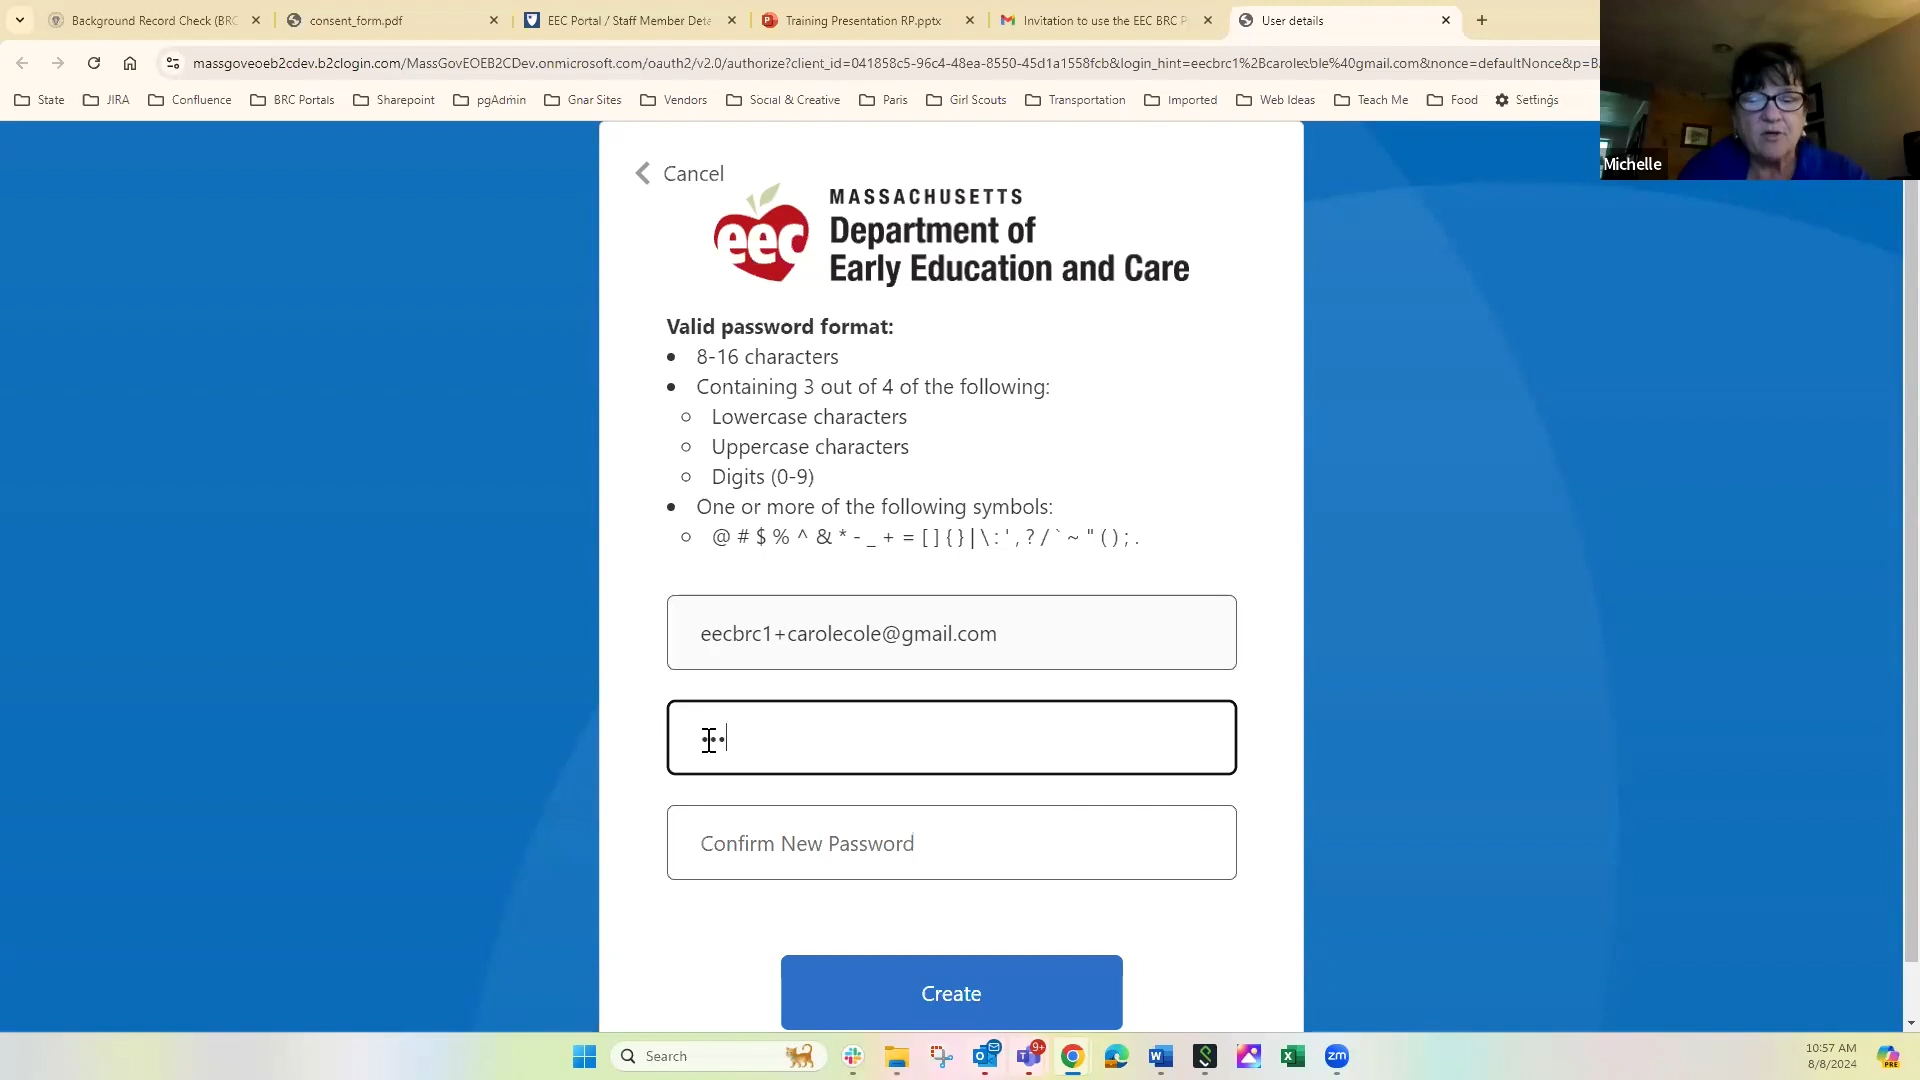 Background Record Check (BRC
consent_form.pdf
EEC Portal / Staff Member Deta
Training Presentation RP.pptx
Invitation to use the EEC BRC P
User details
massgoveoeb2cdev.b2clogin.com/MassGovEOEB2CDev.onmicrosoft.com/oauth2/v2.0/authorize?client_id=041858c5-96c4-48ea-8550-45d1a1558fcb&login_hint=eecbrc1%2Bcarolecole%40gmail.com&nonce=defaultNonce&p=B
State
JIRA
Confluence
BRC Portals
Sharepoint
pgAdmin
Gnar Sites
Vendors
Social & Creative
Paris
Girl Scouts
Transportation
Imported
Web Ideas
Teach Me
Food
Settings
Michelle
Cancel
eec
MASSACHUSETTS
Department of
Early Education and Care
Valid password format:
• 8-16 characters
• Containing 3 out of 4 of the following:
○ Lowercase characters
○ Uppercase characters
○ Digits (0-9)
• One or more of the following symbols:
○ @ # $ % ^ & * - _ + = [ ] { } | \ : ' , ? / ` ~ " ( ) ; .
eecbrc1+carolecole@gmail.com
Confirm New Password
Create
Search
9+
zm
10:57 AM
8/8/2024
PRE